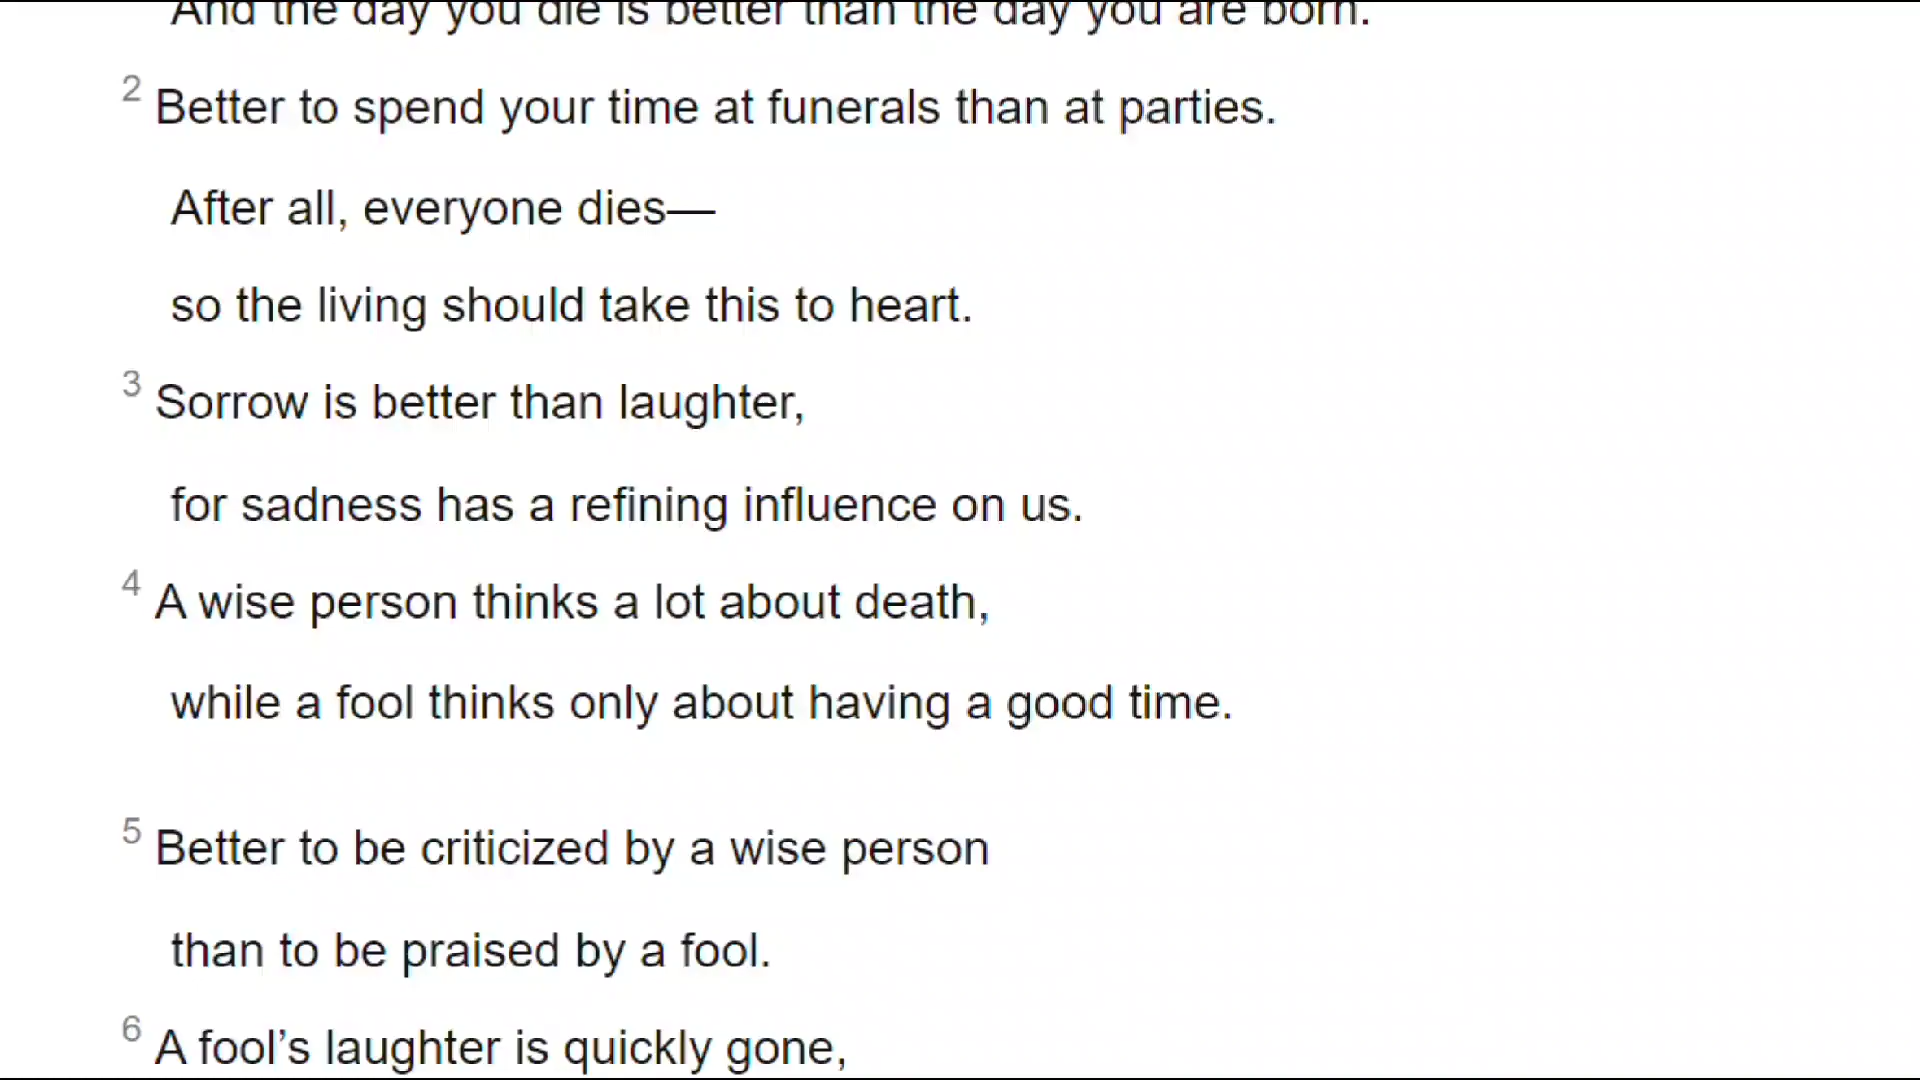 And the day you die is better than the day you are born.
2 Better to spend your time at funerals than at parties.
After all, everyone dies—
so the living should take this to heart.
3 Sorrow is better than laughter,
for sadness has a refining influence on us.
4 A wise person thinks a lot about death,
while a fool thinks only about having a good time.
5 Better to be criticized by a wise person
than to be praised by a fool.
6 A fool’s laughter is quickly gone,